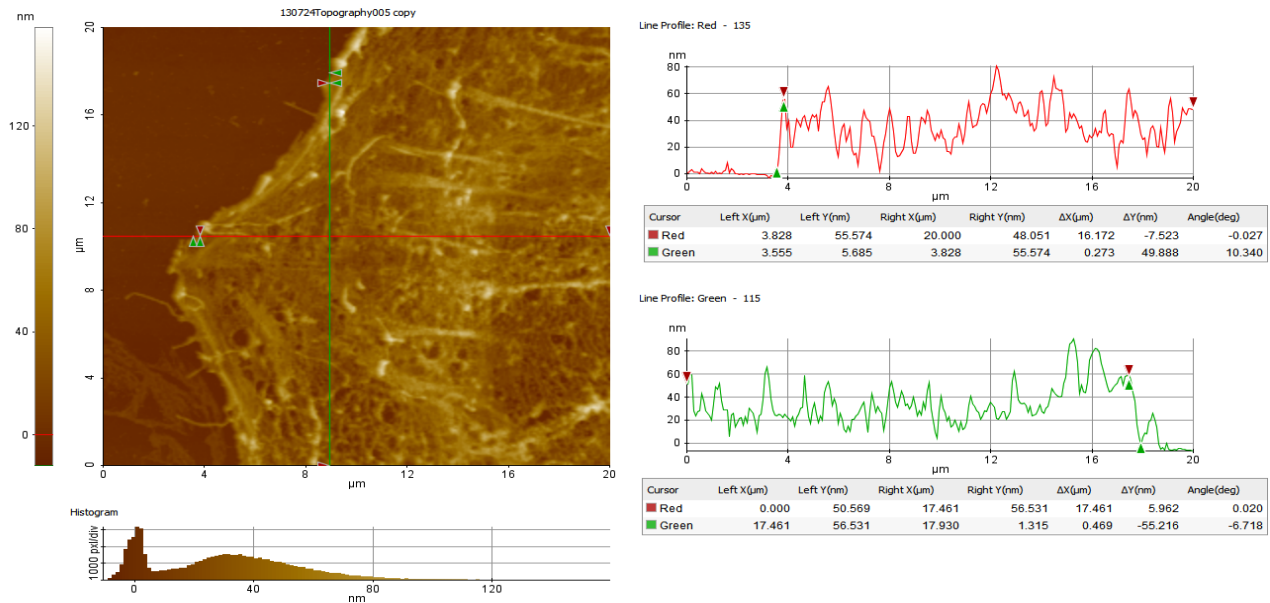 130724Topography005 copy
nm
120
80
40
0
20
16
12
8
4
0
µm
0
4
8
12
16
20
µm
Histogram
1000 pxl/div
0
40
80
120
nm
Line Profile: Red - 135
nm
80
60
40
20
0
0
4
8
12
16
20
µm
Cursor Left X(µm) Left Y(nm) Right X(µm) Right Y(nm) ΔX(µm) ΔY(nm) Angle(deg)
Red 3.828 55.574 20.000 48.051 16.172 -7.523 -0.027
Green 3.555 5.685 3.828 55.574 0.273 49.888 10.340
Line Profile: Green - 115
nm
80
60
40
20
0
0
4
8
12
16
20
µm
Cursor Left X(µm) Left Y(nm) Right X(µm) Right Y(nm) ΔX(µm) ΔY(nm) Angle(deg)
Red 0.000 50.569 17.461 56.531 17.461 5.962 0.020
Green 17.461 56.531 17.930 1.315 0.469 -55.216 -6.718